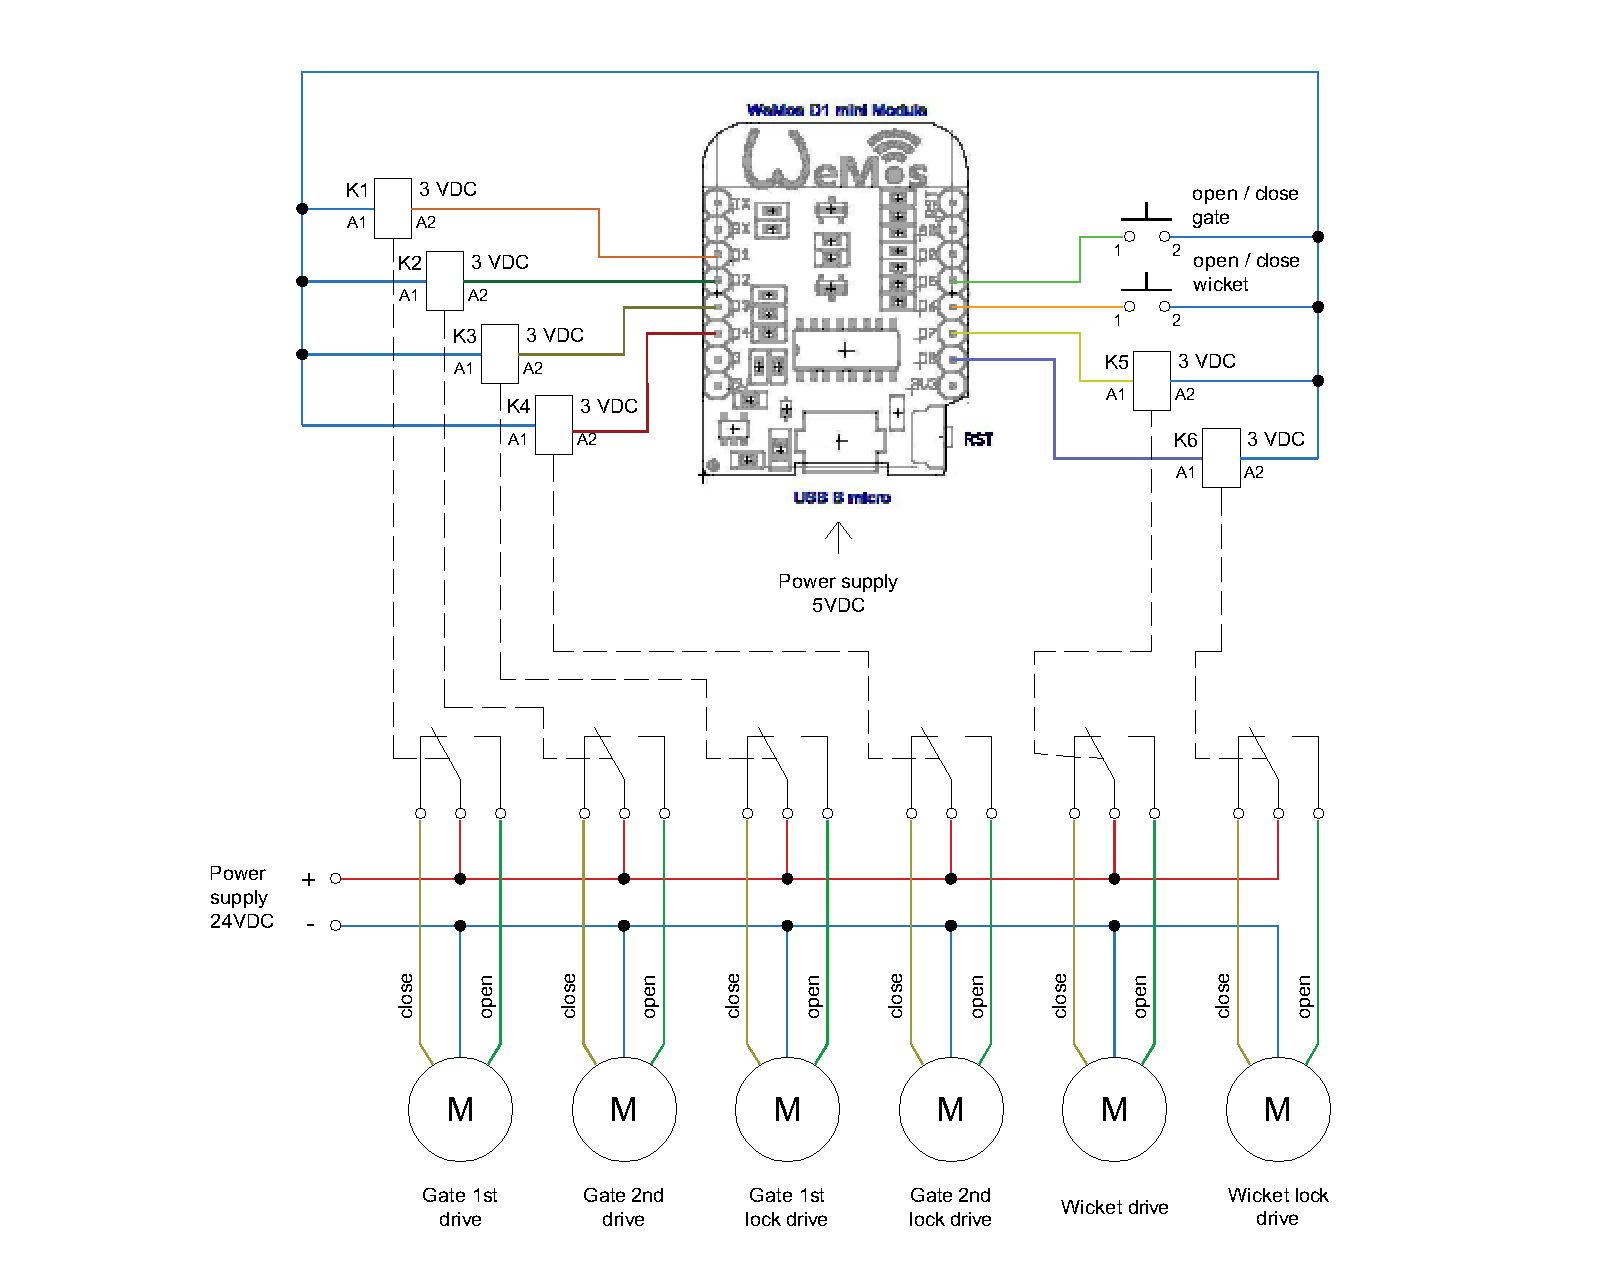 WeMos D1 mini Module
WeMos
K1
3 VDC
A1
A2
K2
3 VDC
A1
A2
K3
3 VDC
A1
A2
K4
3 VDC
A1
A2
TX
RX
D1
D2
D3
D4
G
5V
RST
A0
D0
D5
D6
D7
D8
3V3
RST
USB B micro
open / close
gate
1
2
open / close
wicket
1
2
K5
3 VDC
A1
A2
K6
3 VDC
A1
A2
Power supply
5VDC
Power
supply
24VDC
+
-
close
open
close
open
close
open
close
open
close
open
close
open
M
M
M
M
M
M
Gate 1st
drive
Gate 2nd
drive
Gate 1st
lock drive
Gate 2nd
lock drive
Wicket drive
Wicket lock
drive